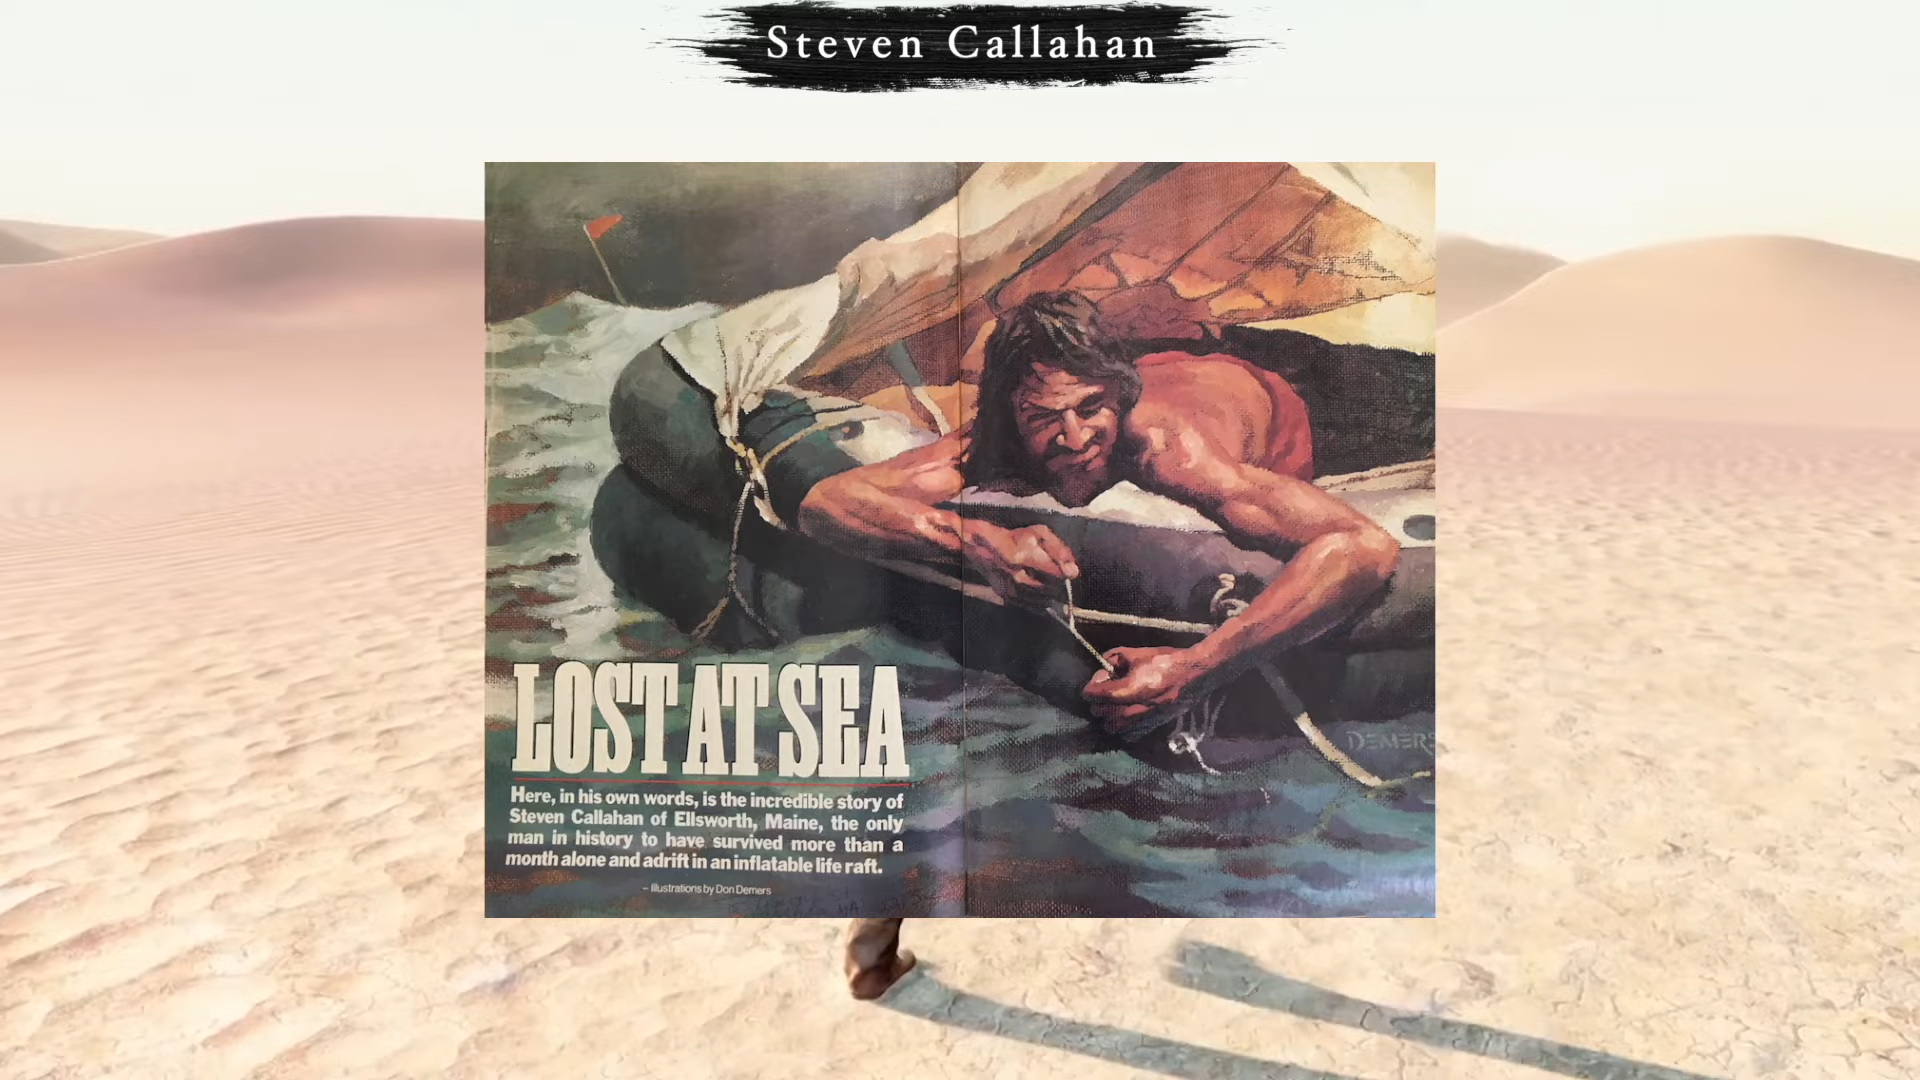 Steven Callahan
LOST AT SEA
Here, in his own words, is the incredible story of
Steven Callahan of Ellsworth, Maine, the only
man in history to have survived more than a
month alone and adrift in an inflatable life raft.
– Illustrations by Don Demers
DEMERS